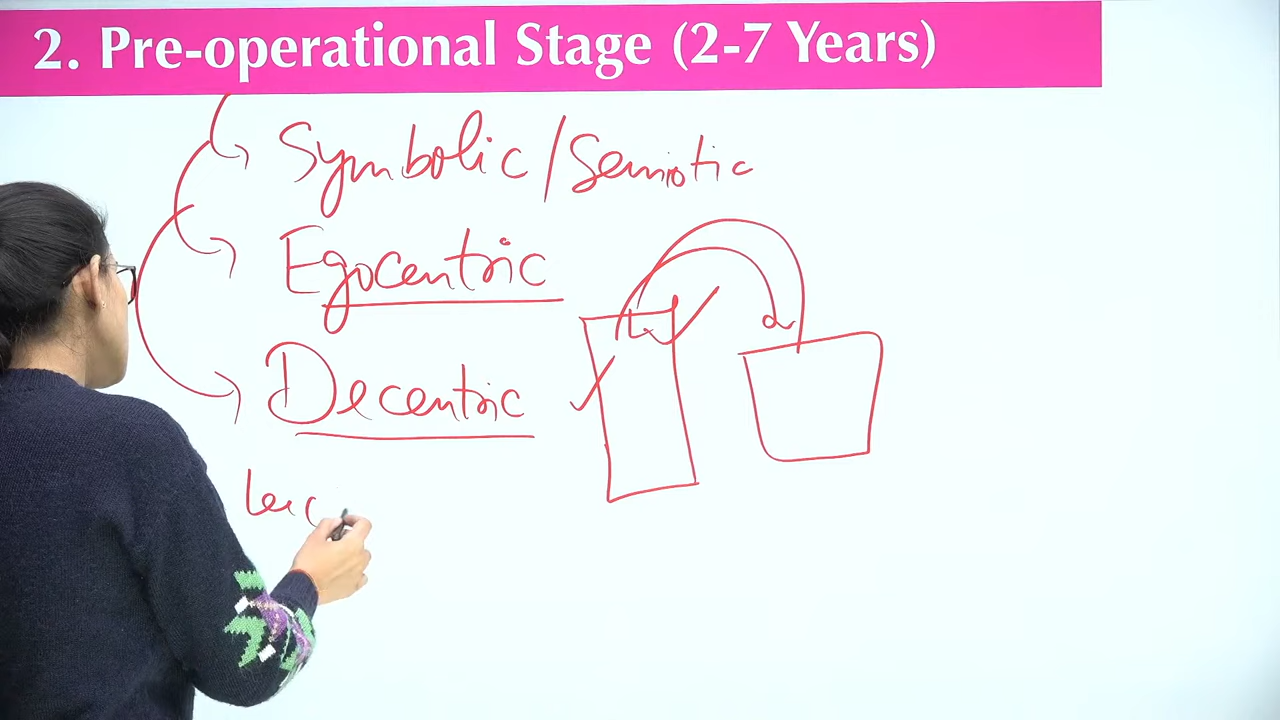 2. Pre-operational Stage (2-7 Years)
Symbolic/Semiotic
Egocentric
Decentric